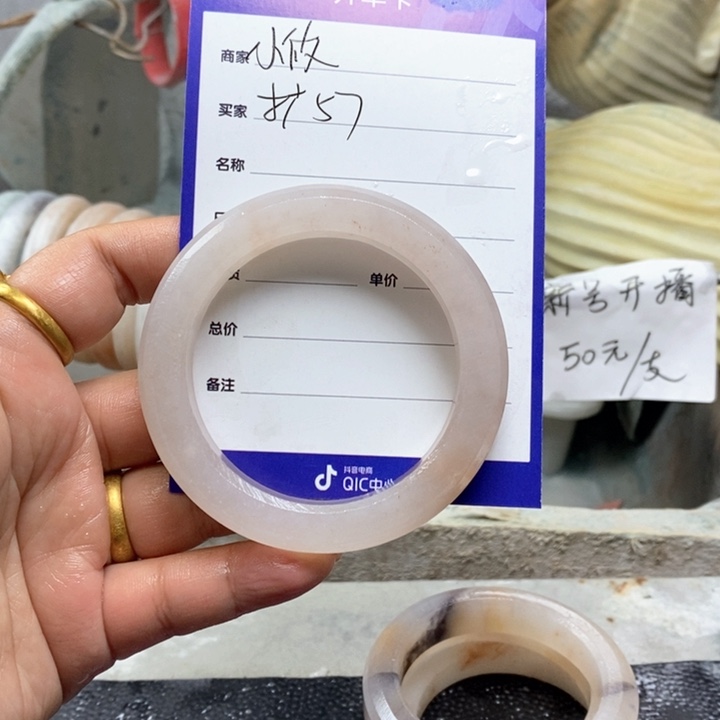 商家 小攸
买家 扌57
名称
单价
总价
备注
抖音电商
QIC中心
新号开播
50元/支